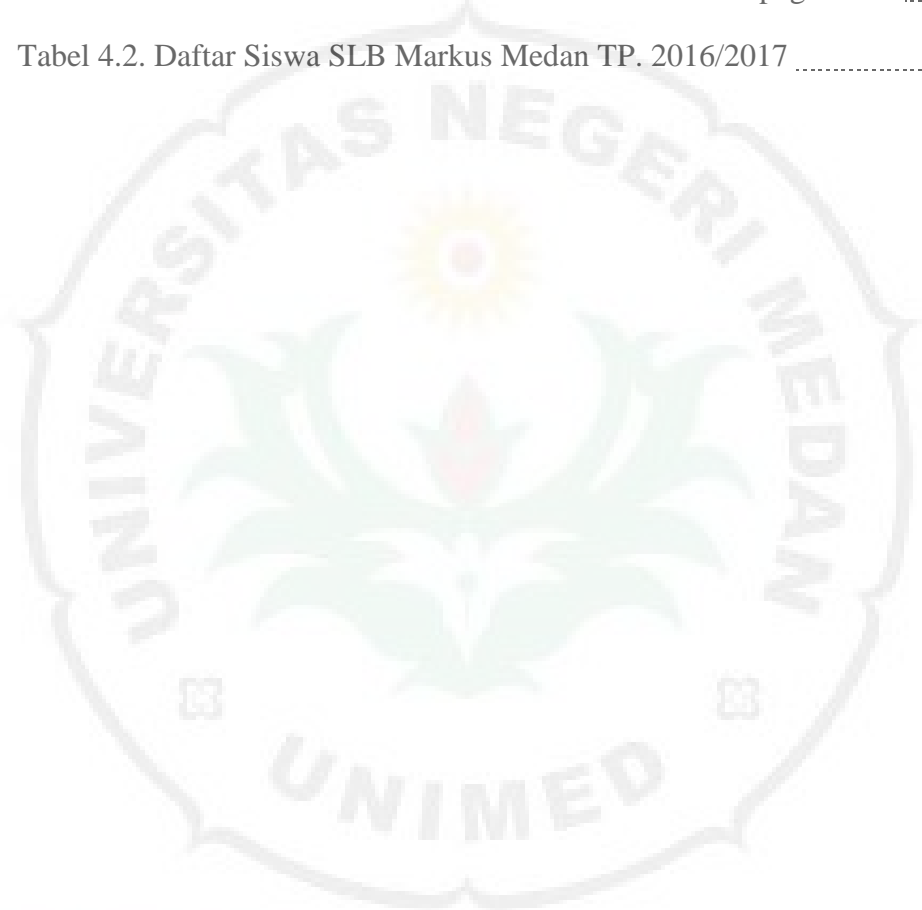 Tabel 4.2. Daftar Siswa SLB Markus Medan TP. 2016/2017
UNIVERSITAS NEGERI MEDAN
UNIMED